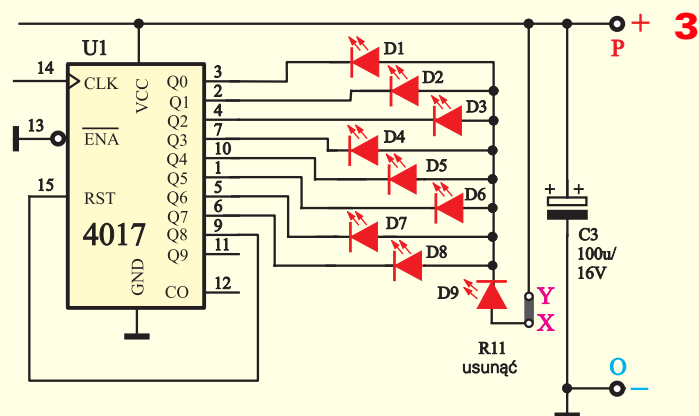 3
+
P
U1
14
CLK
VCC
Q0
3
D1
Q1
2
D2
Q2
4
D3
13
ENA
Q3
7
D4
Q4
10
D5
Q5
1
D6
15
RST
Q6
5
D7
Q7
6
D8
4017
Q8
9
Q9
11
GND
CO
12
D9
Y
X
R11
usunąć
+ +
C3
100u/
16V
O
−